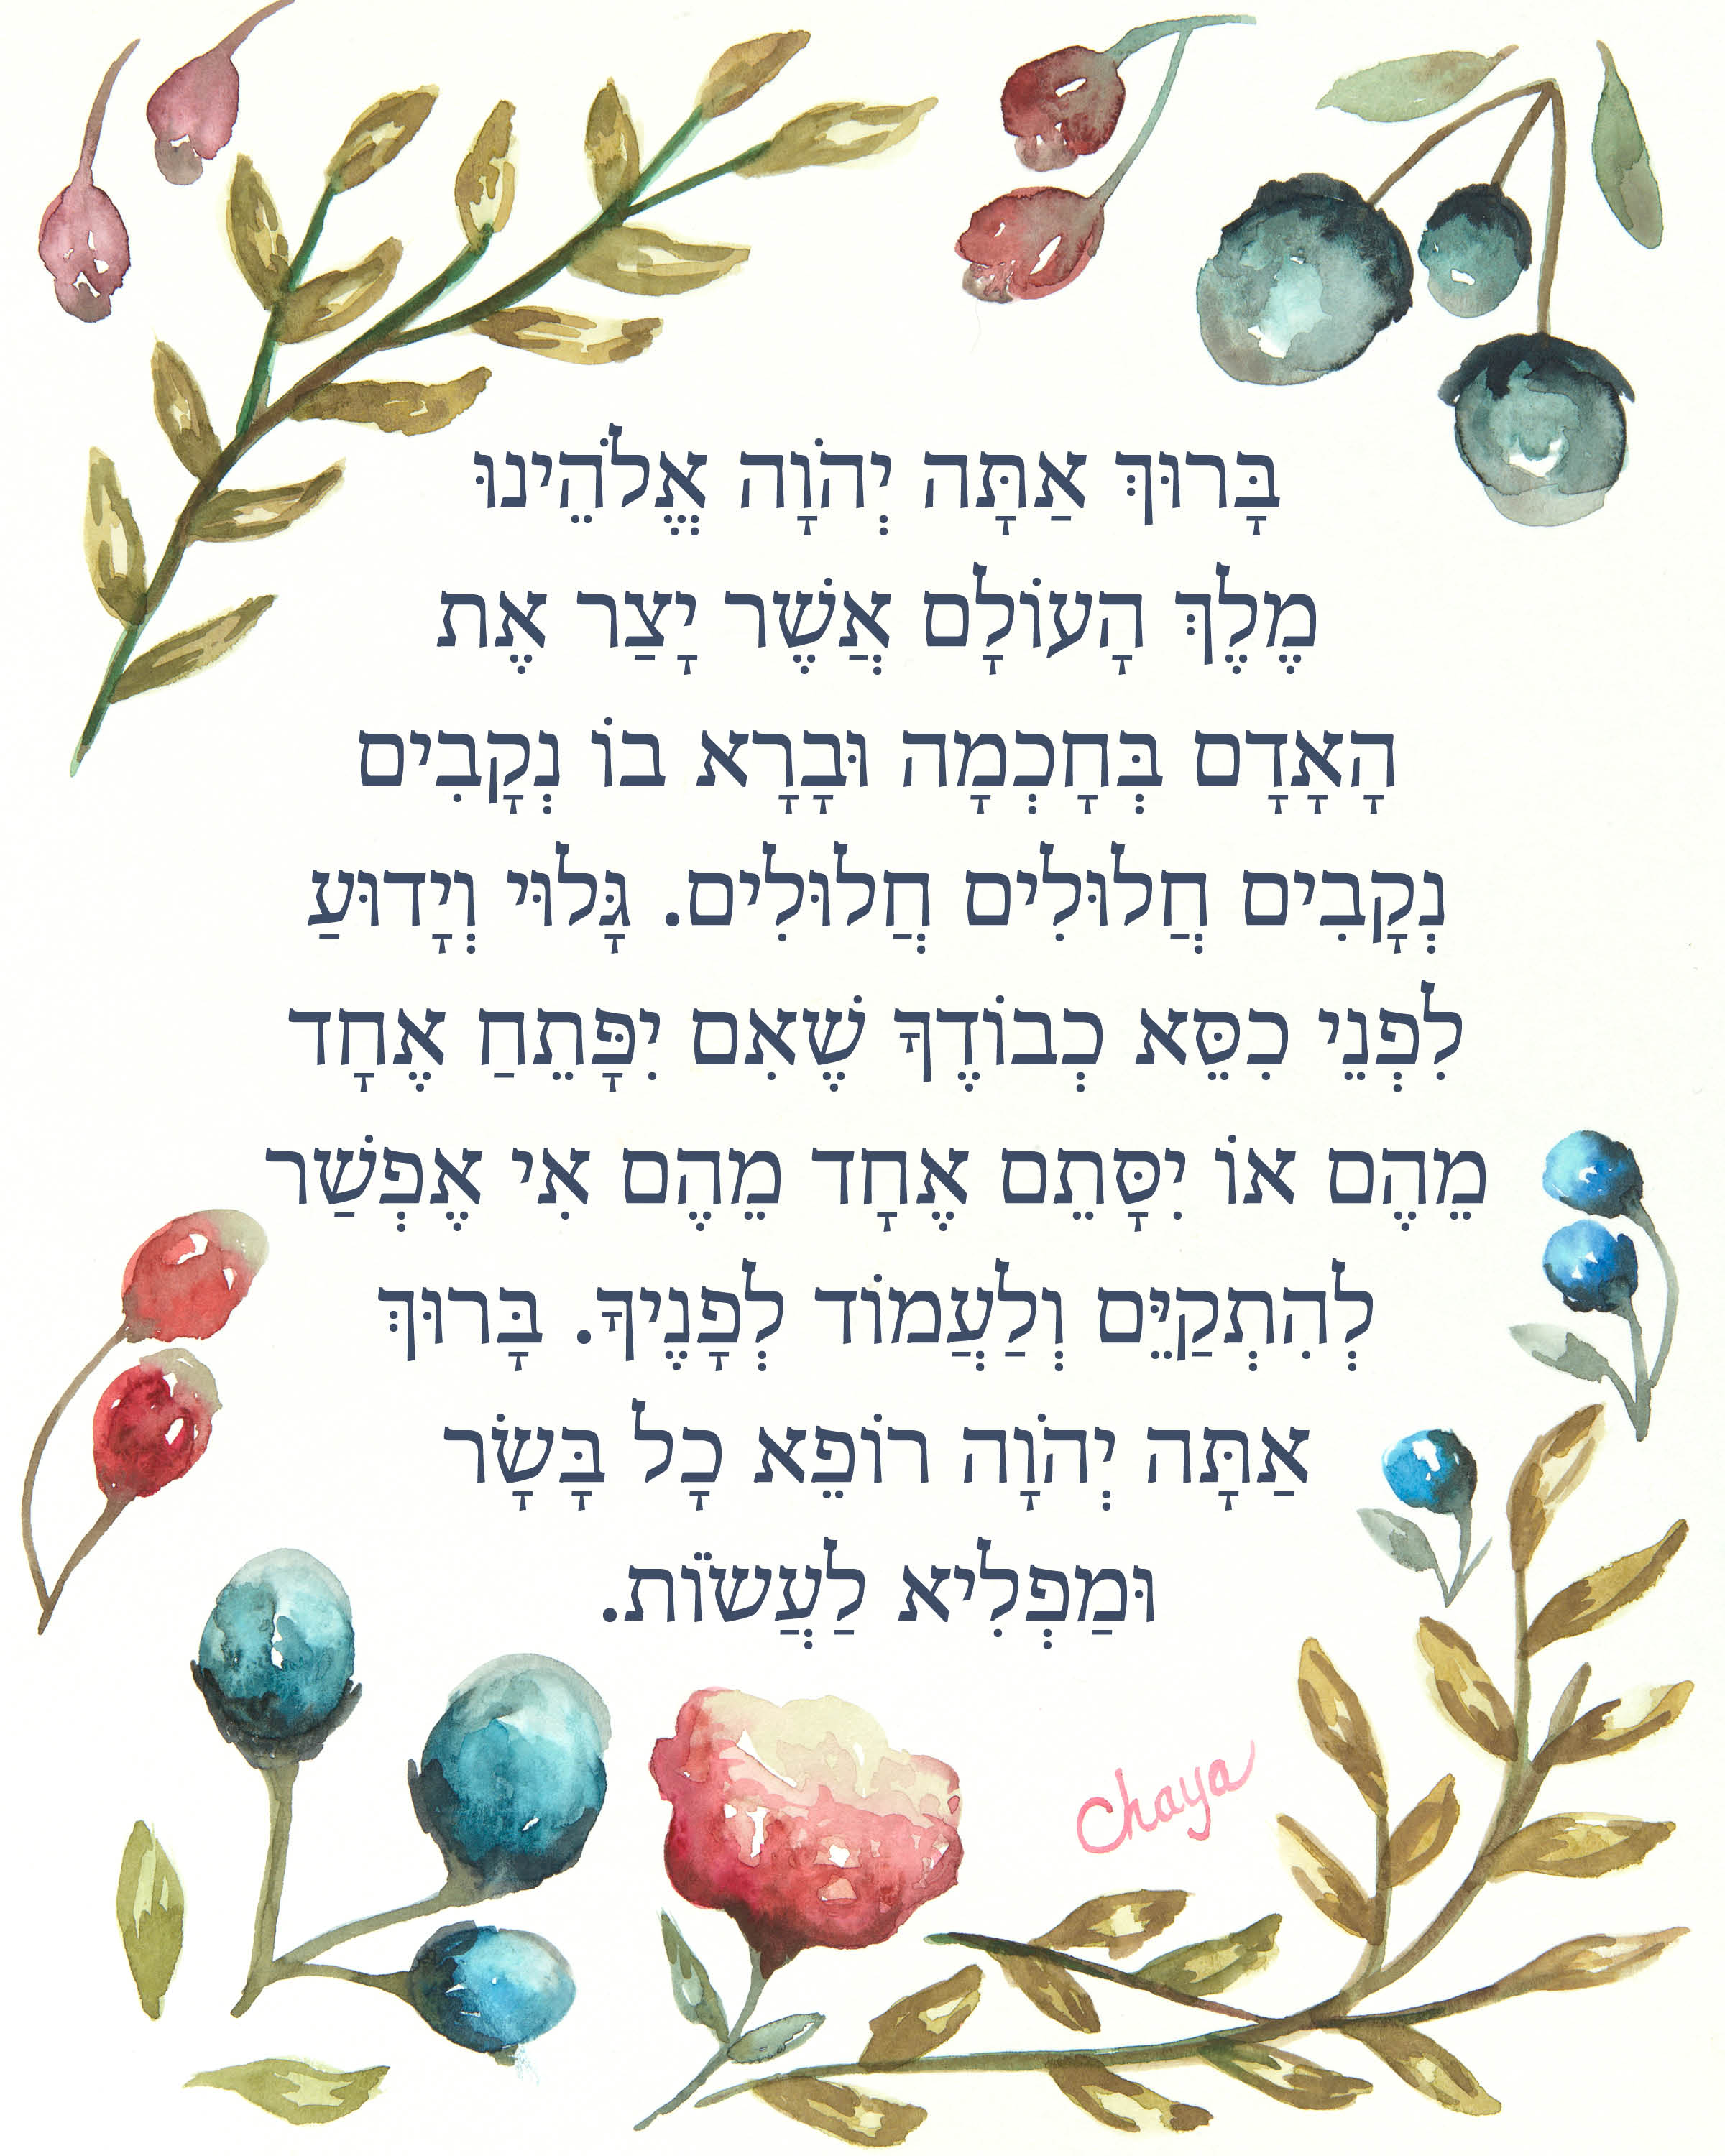 בָּרוּךְ אַתָּה יְהֹוָה אֱלֹהֵינוּ
מֶלֶךְ הָעוֹלָם אֲשֶׁר יָצַר אֶת
הָאָדָם בְּחָכְמָה וּבָרָא בוֹ נְקָבִים
נְקָבִים חֲלוּלִים חֲלוּלִים. גָּלוּי וְיָדוּעַ
לִפְנֵי כִסֵּא כְבוֹדֶךָ שֶׁאִם יִפָּתֵחַ אֶחָד
מֵהֶם אוֹ יִסָּתֵם אֶחָד מֵהֶם אִי אֶפְשַׁר
לְהִתְקַיֵּם וְלַעֲמוֹד לְפָנֶיךָ. בָּרוּךְ
אַתָּה יְהֹוָה רוֹפֵא כָל בָּשָׂר
וּמַפְלִיא לַעֲשׂוֹת.
Chaya